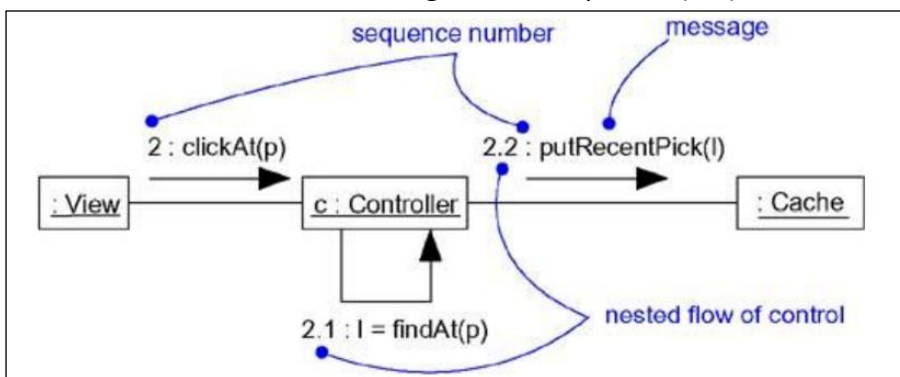 sequence number
message
2 : clickAt(p)
2.2 : putRecentPick(l)
: View
c : Controller
: Cache
2.1 : l = findAt(p)
nested flow of control